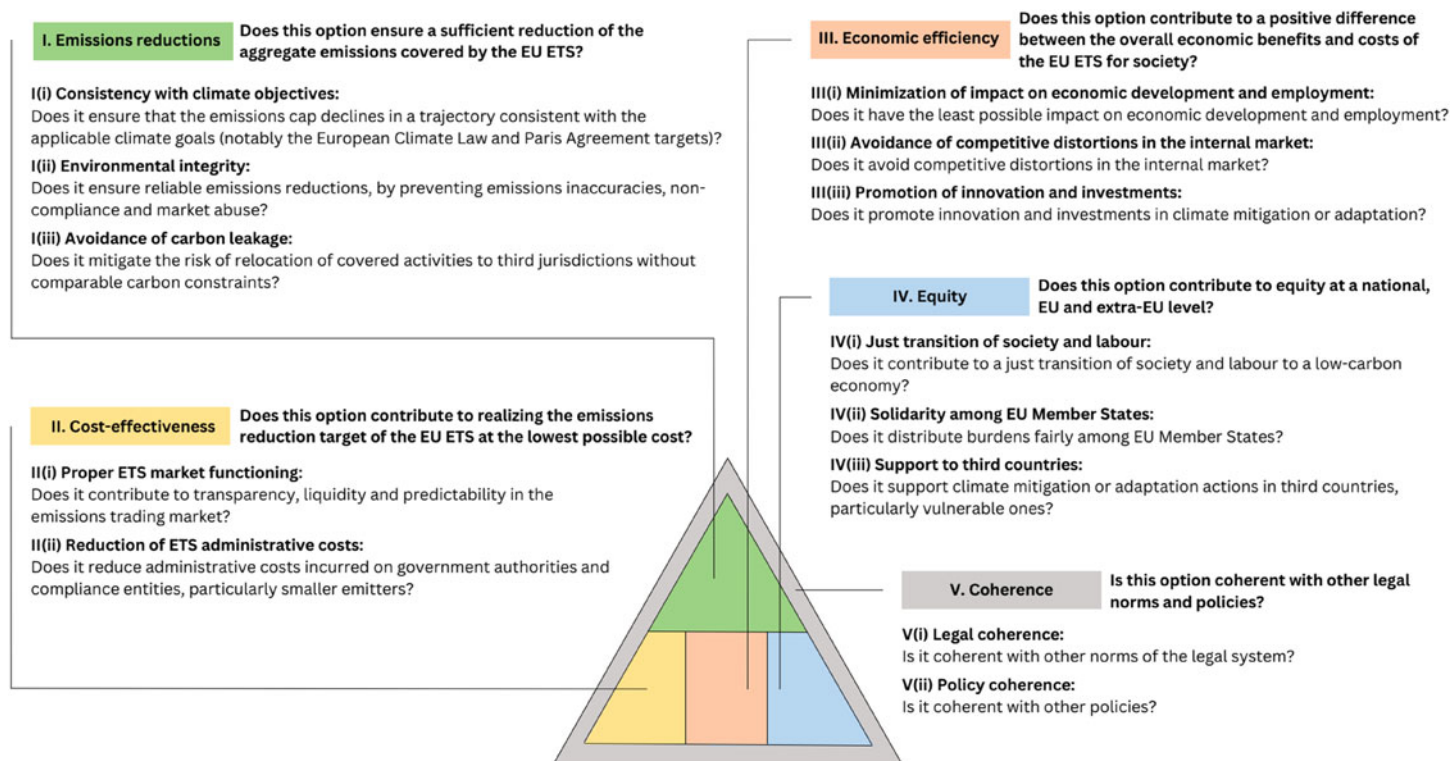 I. Emissions reductions
Does this option ensure a sufficient reduction of the
aggregate emissions covered by the EU ETS?
I(i) Consistency with climate objectives:
Does it ensure that the emissions cap declines in a trajectory consistent with the
applicable climate goals (notably the European Climate Law and Paris Agreement targets)?
I(ii) Environmental integrity:
Does it ensure reliable emissions reductions, by preventing emissions inaccuracies, non-
compliance and market abuse?
I(iii) Avoidance of carbon leakage:
Does it mitigate the risk of relocation of covered activities to third jurisdictions without
comparable carbon constraints?
II. Cost-effectiveness
Does this option contribute to realizing the emissions
reduction target of the EU ETS at the lowest possible cost?
II(i) Proper ETS market functioning:
Does it contribute to transparency, liquidity and predictability in the
emissions trading market?
II(ii) Reduction of ETS administrative costs:
Does it reduce administrative costs incurred on government authorities and
compliance entities, particularly smaller emitters?
III. Economic efficiency
Does this option contribute to a positive difference
between the overall economic benefits and costs of
the EU ETS for society?
III(i) Minimization of impact on economic development and employment:
Does it have the least possible impact on economic development and employment?
III(ii) Avoidance of competitive distortions in the internal market:
Does it avoid competitive distortions in the internal market?
III(iii) Promotion of innovation and investments:
Does it promote innovation and investments in climate mitigation or adaptation?
IV. Equity
Does this option contribute to equity at a national,
EU and extra-EU level?
IV(i) Just transition of society and labour:
Does it contribute to a just transition of society and labour to a low-carbon
economy?
IV(ii) Solidarity among EU Member States:
Does it distribute burdens fairly among EU Member States?
IV(iii) Support to third countries:
Does it support climate mitigation or adaptation actions in third countries,
particularly vulnerable ones?
V. Coherence
Is this option coherent with other legal
norms and policies?
V(i) Legal coherence:
Is it coherent with other norms of the legal system?
V(ii) Policy coherence:
Is it coherent with other policies?